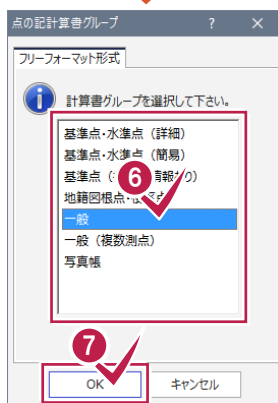 点の記計算書グループ ? ×
フリーフォーマット形式
計算書グループを選択して下さい。
基準点・水準点（詳細）
基準点・水準点（簡易）
基準点（ 情報あり）
地籍図根点・
一般
一般（複数測点）
写真帳
6
7
OK キャンセル